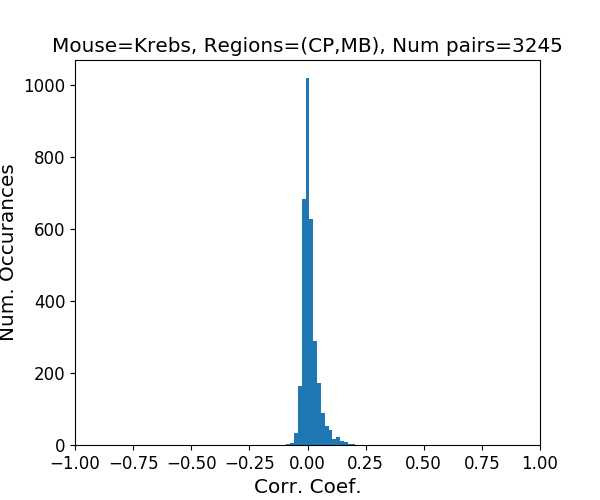 Mouse=Krebs, Regions=(CP,MB), Num pairs=3245
Num. Occurances
1000
800
600
400
200
0
−1.00 −0.75 −0.50 −0.25 0.00 0.25 0.50 0.75 1.00
Corr. Coef.